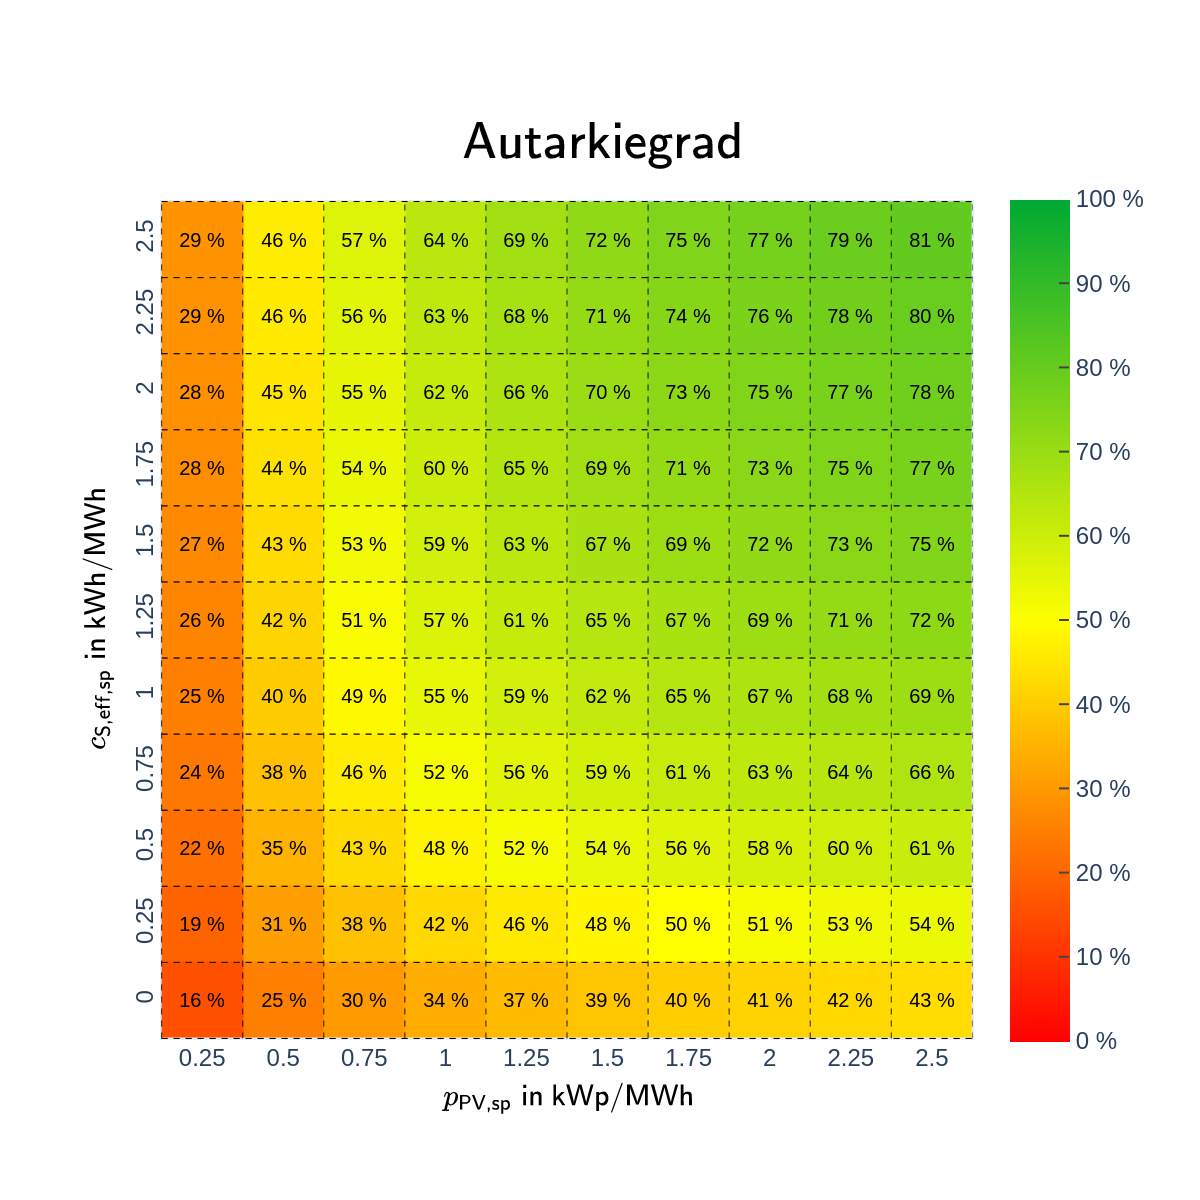 Autarkiegrad
2.5 29 % 46 % 57 % 64 % 69 % 72 % 75 % 77 % 79 % 81 %
2.25 29 % 46 % 56 % 63 % 68 % 71 % 74 % 76 % 78 % 80 %
2 28 % 45 % 55 % 62 % 66 % 70 % 73 % 75 % 77 % 78 %
1.75 28 % 44 % 54 % 60 % 65 % 69 % 71 % 73 % 75 % 77 %
1.5 27 % 43 % 53 % 59 % 63 % 67 % 69 % 72 % 73 % 75 %
1.25 26 % 42 % 51 % 57 % 61 % 65 % 67 % 69 % 71 % 72 %
1 25 % 40 % 49 % 55 % 59 % 62 % 65 % 67 % 68 % 69 %
0.75 24 % 38 % 46 % 52 % 56 % 59 % 61 % 63 % 64 % 66 %
0.5 22 % 35 % 43 % 48 % 52 % 54 % 56 % 58 % 60 % 61 %
0.25 19 % 31 % 38 % 42 % 46 % 48 % 50 % 51 % 53 % 54 %
0 16 % 25 % 30 % 34 % 37 % 39 % 40 % 41 % 42 % 43 %
0.25 0.5 0.75 1 1.25 1.5 1.75 2 2.25 2.5
p PV,sp in kWp/MWh
c S,eff,sp in kWh/MWh
100 %
90 %
80 %
70 %
60 %
50 %
40 %
30 %
20 %
10 %
0 %